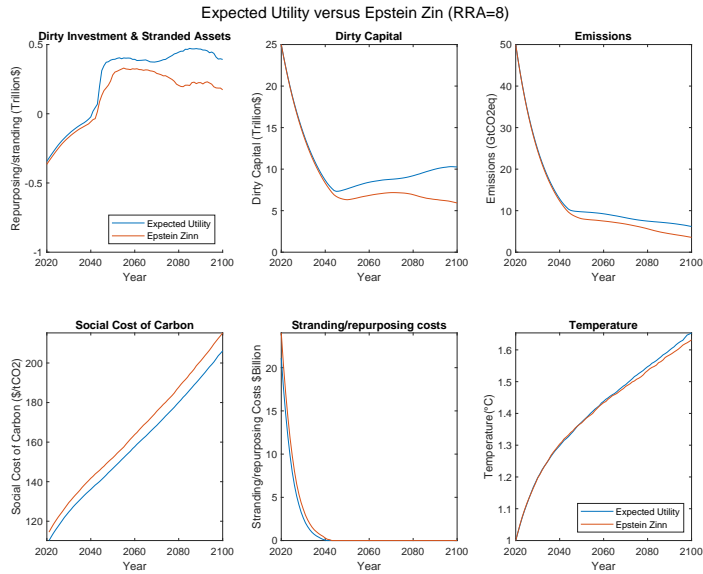 Expected Utility versus Epstein Zin (RRA=8)
Dirty Investment & Stranded Assets
Repurposing/stranding (Trillion$)
0.5
0
-0.5
-1
Expected Utility
Epstein Zinn
2020 2040 2060 2080 2100
Year
Dirty Capital
Dirty Capital (Trillion$)
25
20
15
10
5
0
2020 2040 2060 2080 2100
Year
Emissions
Emissions (GtCO2eq)
50
40
30
20
10
0
2020 2040 2060 2080 2100
Year
Social Cost of Carbon
Social Cost of Carbon ($/tCO2)
200
180
160
140
120
2020 2040 2060 2080 2100
Year
Stranding/repurposing costs
Stranding/repurposing Costs $Billion
20
15
10
5
0
2020 2040 2060 2080 2100
Year
Temperature
Temperature(°C)
1.6
1.5
1.4
1.3
1.2
1.1
1
Expected Utility
Epstein Zinn
2020 2040 2060 2080 2100
Year